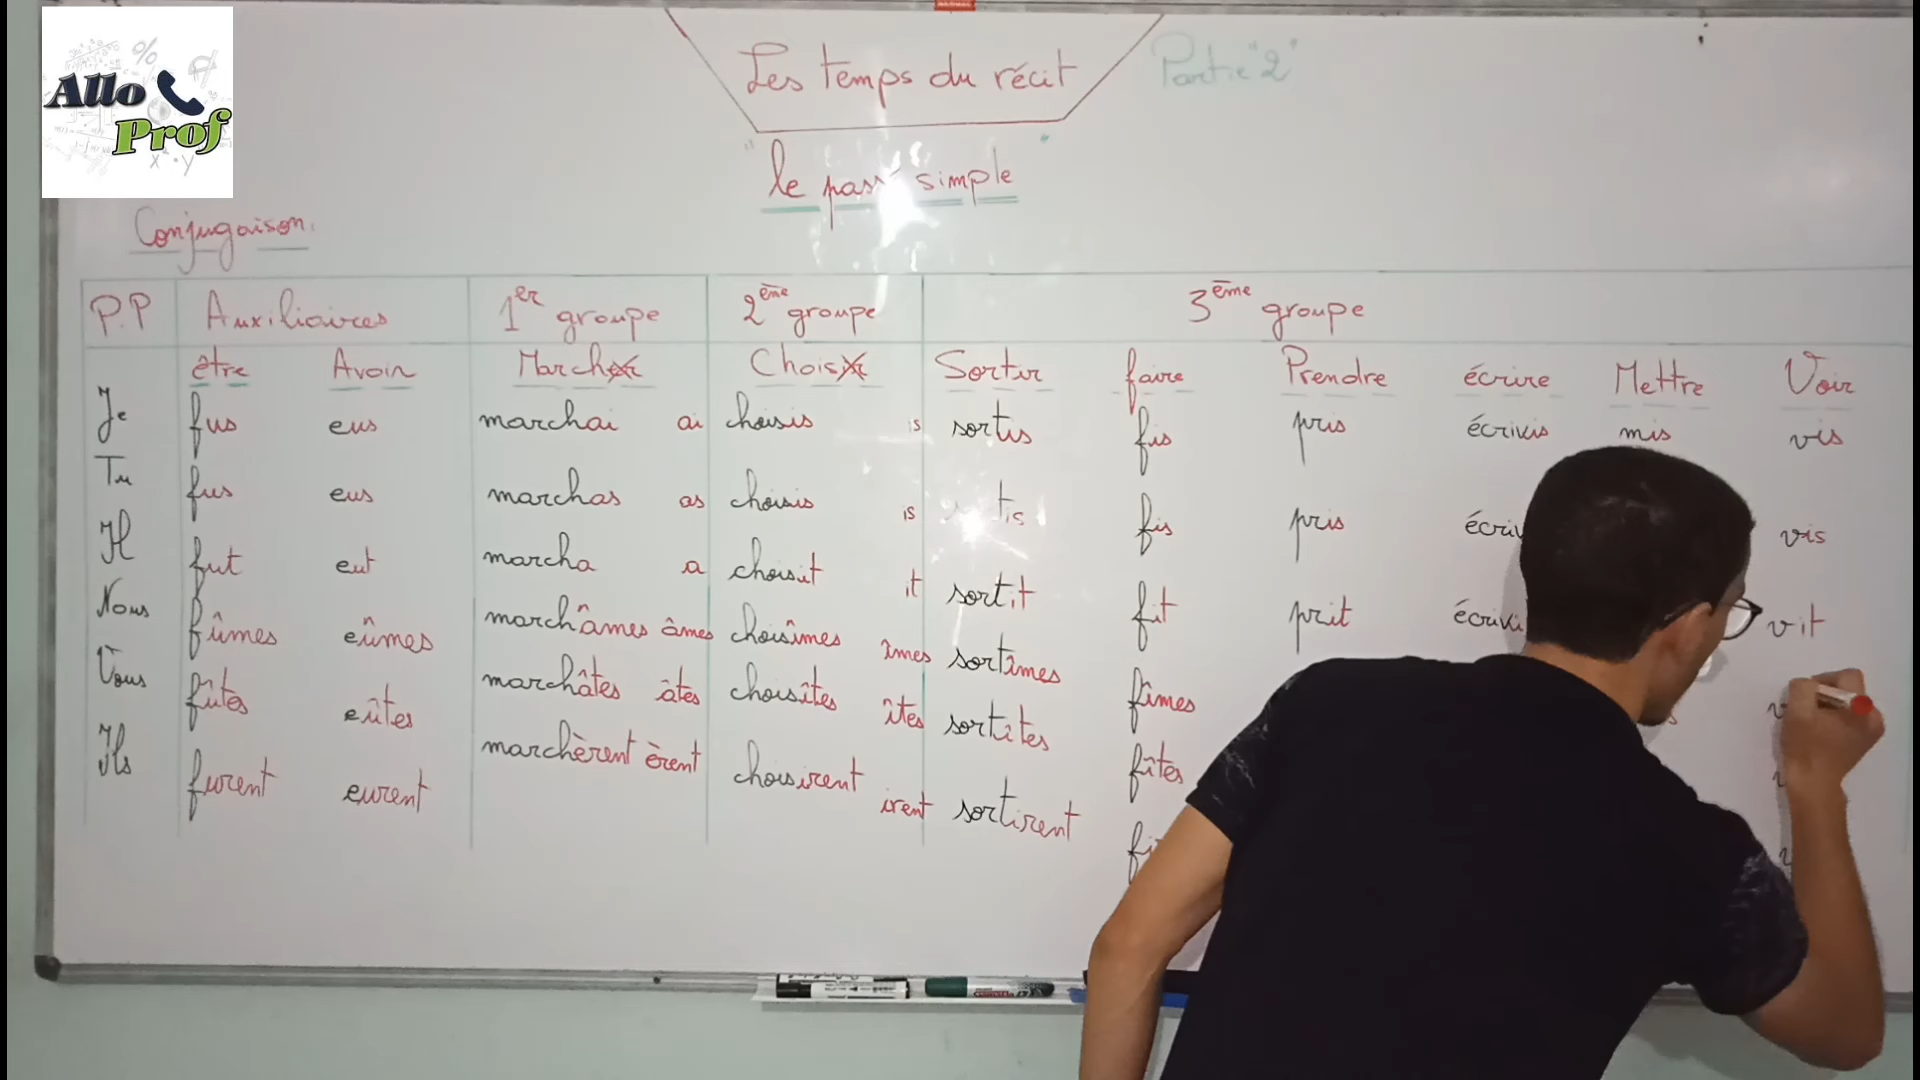 Allo
Prof
Les temps du récit
Partie "2"
"le passé simple"
Conjugaison:
P.P Auxiliaires 1er groupe 2ème groupe 3ème groupe
être Avoir Marcher Choisir Sortir faire Prendre écrire Mettre Voir
Je fus eus marchai ai choisis is sortis fis pris écrivis mis vis
Tu fus eus marchas as choisis is fis pris vis
Il fut eut marcha a choisit it sortit fit prit vit
Nous fûmes eûmes marchâmes âmes choisîmes îmes sortîmes fîmes
Vous fûtes eûtes marchâtes âtes choisîtes îtes sortîtes fîtes
Ils furent eurent marchèrent èrent choisirent irent sortirent